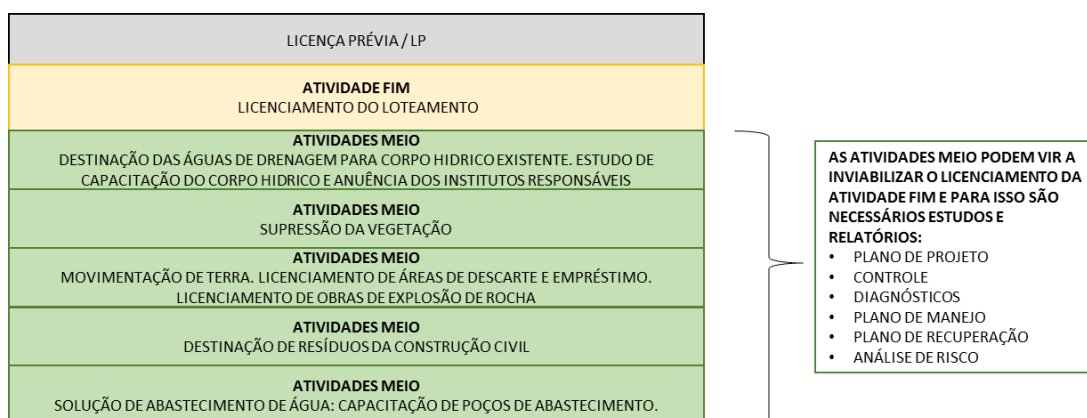 LICENÇA PRÉVIA / LP
ATIVIDADE FIM
LICENCIAMENTO DO LOTEAMENTO
ATIVIDADES MEIO
DESTINAÇÃO DAS ÁGUAS DE DRENAGEM PARA CORPO HIDRICO EXISTENTE. ESTUDO DE
CAPACITAÇÃO DO CORPO HIDRICO E ANUÊNCIA DOS INSTITUTOS RESPONSÁVEIS
ATIVIDADES MEIO
SUPRESSÃO DA VEGETAÇÃO
ATIVIDADES MEIO
MOVIMENTAÇÃO DE TERRA. LICENCIAMENTO DE ÁREAS DE DESCARTE E EMPRÉSTIMO.
LICENCIAMENTO DE OBRAS DE EXPLOSÃO DE ROCHA
ATIVIDADES MEIO
DESTINAÇÃO DE RESÍDUOS DA CONSTRUÇÃO CIVIL
ATIVIDADES MEIO
SOLUÇÃO DE ABASTECIMENTO DE ÁGUA: CAPACITAÇÃO DE POÇOS DE ABASTECIMENTO.
AS ATIVIDADES MEIO PODEM VIR A
INVIABILIZAR O LICENCIAMENTO DA
ATIVIDADE FIM E PARA ISSO SÃO
NECESSÁRIOS ESTUDOS E
RELATÓRIOS:
• PLANO DE PROJETO
• CONTROLE
• DIAGNÓSTICOS
• PLANO DE MANEJO
• PLANO DE RECUPERAÇÃO
• ANÁLISE DE RISCO